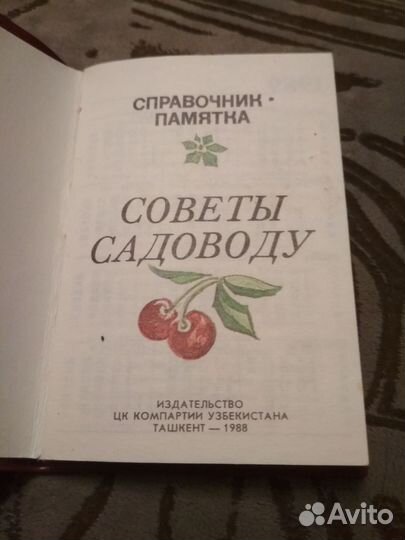 СПРАВОЧНИК •
ПАМЯТКА
СОВЕТЫ
САДОВОДУ
ИЗДАТЕЛЬСТВО
ЦК КОМПАРТИИ УЗБЕКИСТАНА
ТАШКЕНТ — 1988
Avito